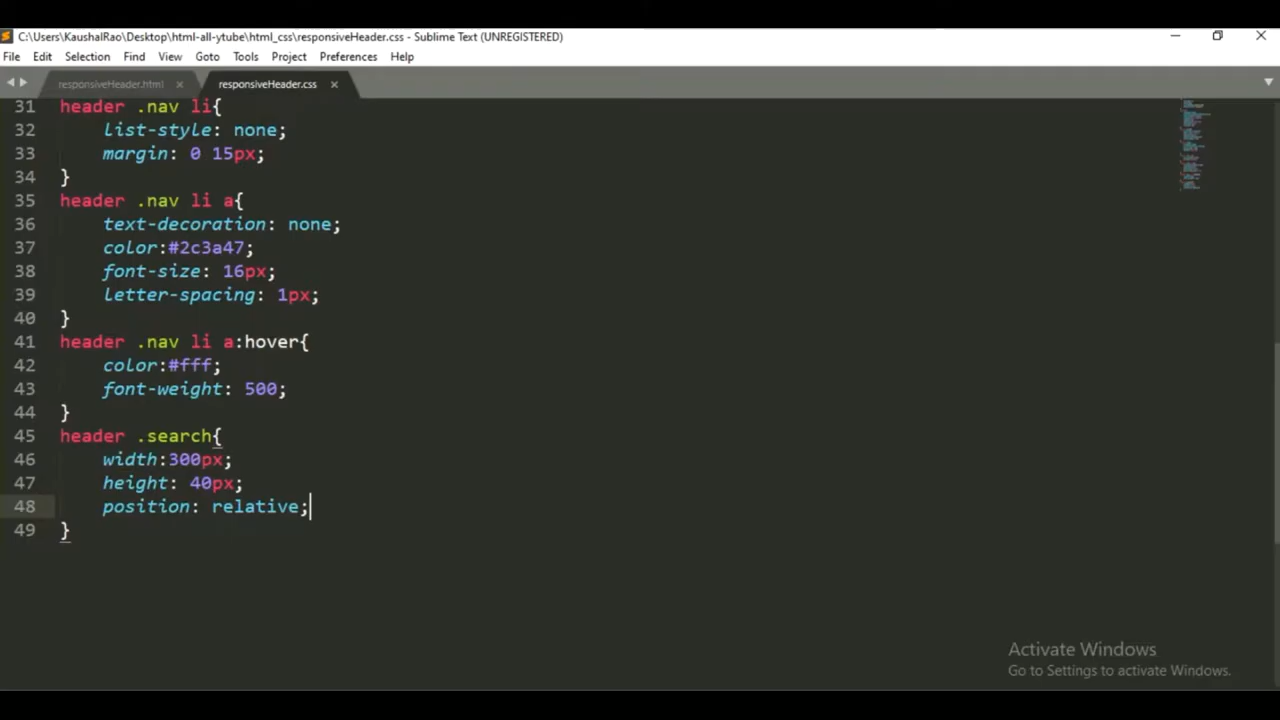 C:\Users\KaushalRao\Desktop\html-all-ytube\html_css\responsiveHeader.css - Sublime Text (UNREGISTERED)
File Edit Selection Find View Goto Tools Project Preferences Help
responsiveHeader.html × responsiveHeader.css ×
31 header .nav li{
32 list-style: none;
33 margin: 0 15px;
34 }
35 header .nav li a{
36 text-decoration: none;
37 color:#2c3a47;
38 font-size: 16px;
39 letter-spacing: 1px;
40 }
41 header .nav li a:hover{
42 color:#fff;
43 font-weight: 500;
44 }
45 header .search{
46 width:300px;
47 height: 40px;
48 position: relative;
49 }
Activate Windows
Go to Settings to activate Windows.